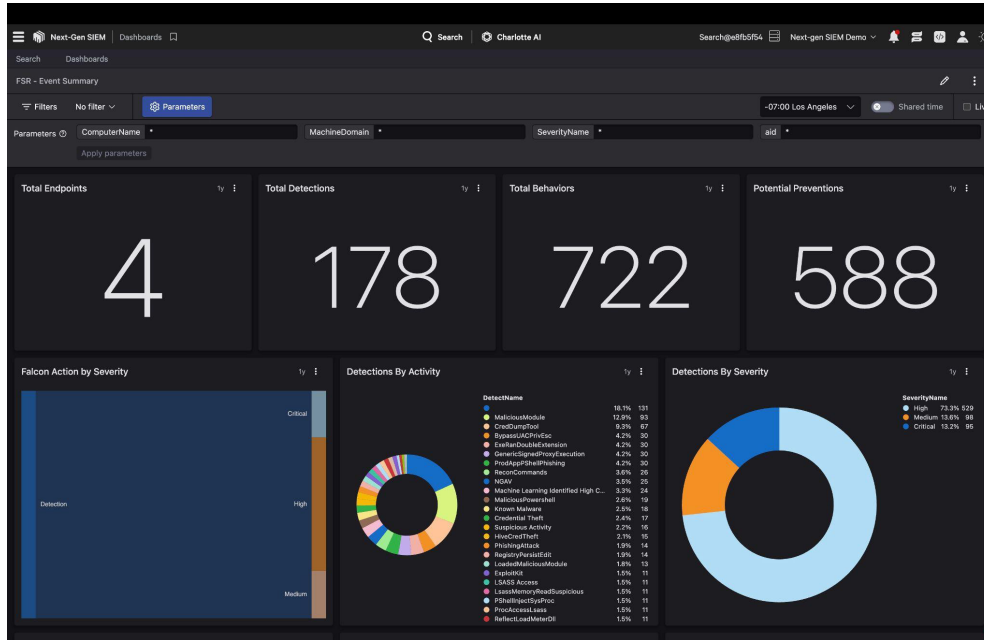 Next-Gen SIEM | Dashboards
Search
Charlotte AI
Search@e8fb5f54
Next-gen SIEM Demo
Search Dashboards
FSR - Event Summary
Filters No filter Parameters
-07:00 Los Angeles
Shared time
Parameters
ComputerName *
MachineDomain *
SeverityName *
aid *
Apply parameters
Total Endpoints 1y
4
Total Detections 1y
178
Total Behaviors 1y
722
Potential Preventions 1y
588
Falcon Action by Severity 1y
Detection
Critical
High
Medium
Detections By Activity 1y
DetectName
18.1% 131
MaliciousModule 12.9% 93
CredDumpTool 9.3% 67
BypassUACPrivEsc 4.2% 30
ExeRanDoubleExtension 4.2% 30
GenericSignedProxyExecution 4.2% 30
ProdAppPShellPhishing 4.2% 30
ReconCommands 3.6% 26
NGAV 3.5% 25
Machine Learning Identified High C... 3.3% 24
MaliciousPowershell 2.6% 19
Known Malware 2.5% 18
Credential Theft 2.4% 17
Suspicious Activity 2.2% 16
HiveCredTheft 2.1% 15
PhishingAttack 1.9% 14
RegistryPersistEdit 1.9% 14
LoadedMaliciousModule 1.8% 13
ExploitKit 1.5% 11
LSASS Access 1.5% 11
LsassMemoryReadSuspicious 1.5% 11
PShellInjectSysProc 1.5% 11
ProcAccessLsass 1.5% 11
ReflectLoadMeterDll 1.5% 11
Detections By Severity 1y
SeverityName
High 73.3% 529
Medium 13.6% 98
Critical 13.2% 95